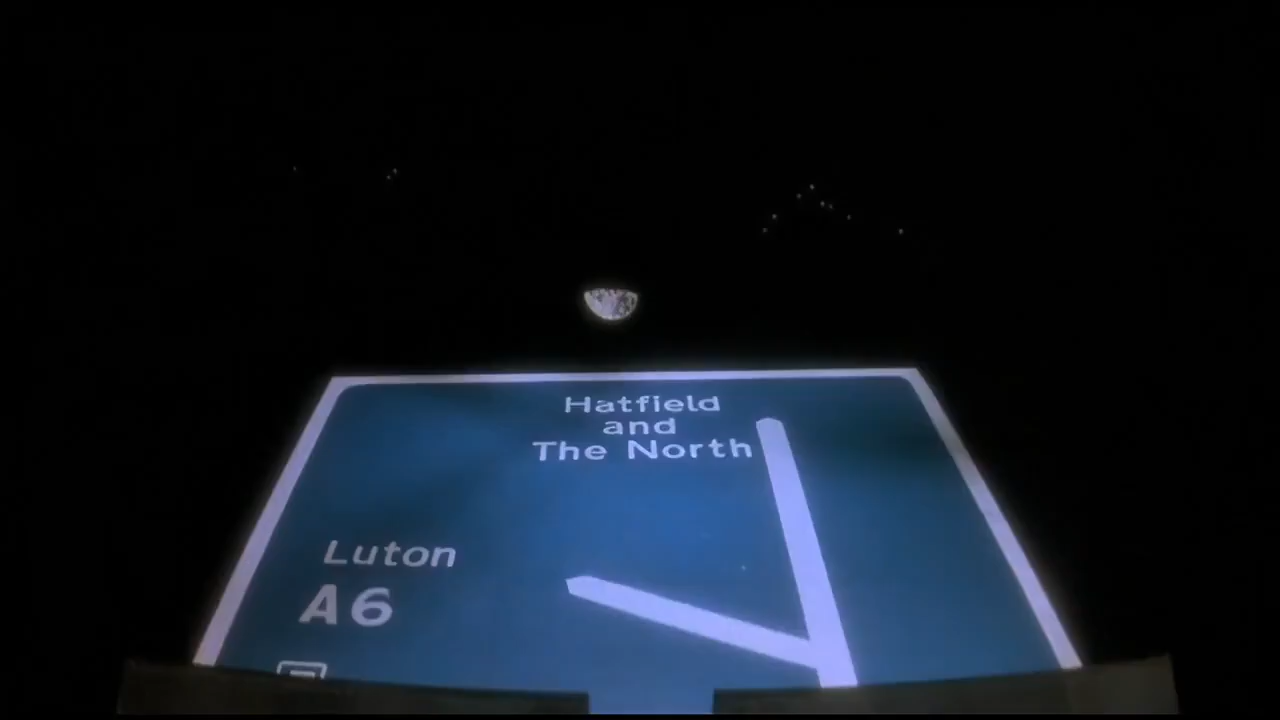 Hatfield
and
The North
Luton
A6